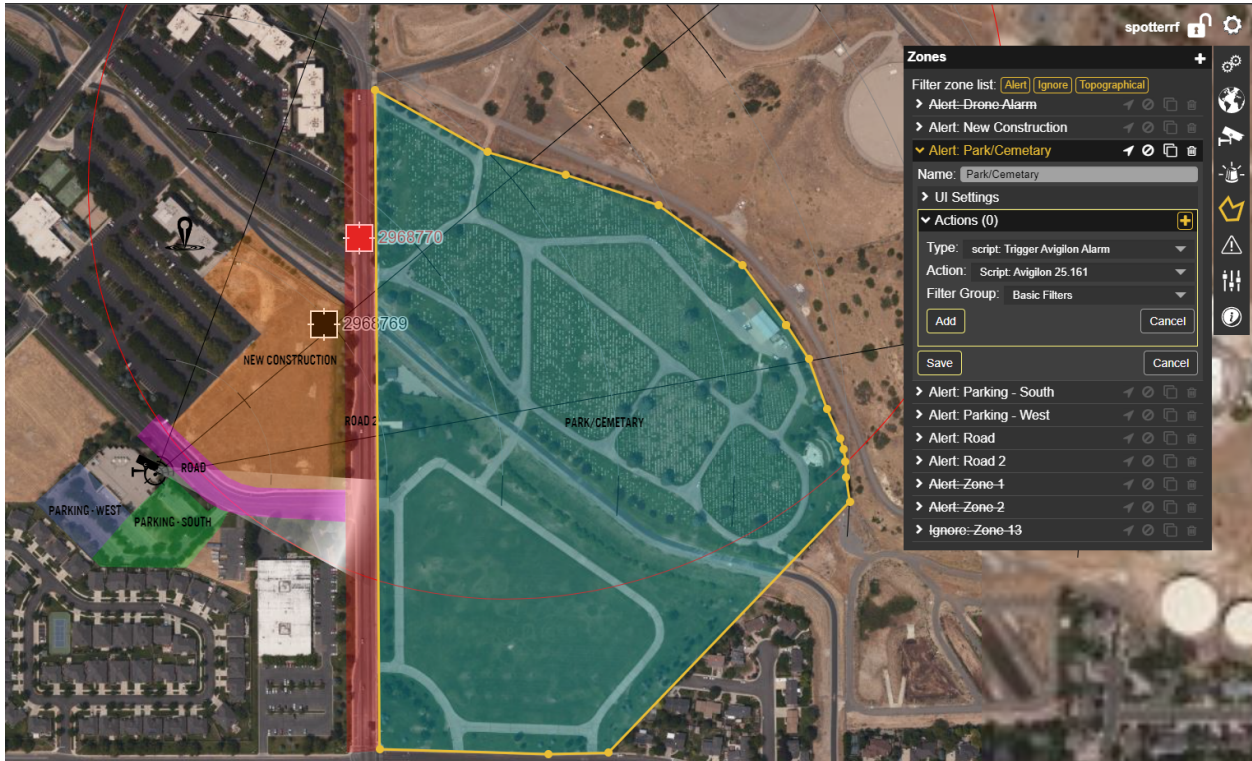 spotterrf
Zones
+
Filter zone list: Alert Ignore Topographical
Alert: Drone Alarm
Alert: New Construction
Alert: Park/Cemetary
Name: Park/Cemetary
UI Settings
Actions (0)
Type: script: Trigger Avigilon Alarm
Action: Script: Avigilon 25.161
Filter Group: Basic Filters
Add Cancel
Save Cancel
Alert: Parking - South
Alert: Parking - West
Alert: Road
Alert: Road 2
Alert: Zone 1
Alert: Zone 2
Ignore: Zone 13
2968770
2968769
NEW CONSTRUCTION
ROAD 2
PARK/CEMETARY
ROAD
PARKING - WEST
PARKING - SOUTH